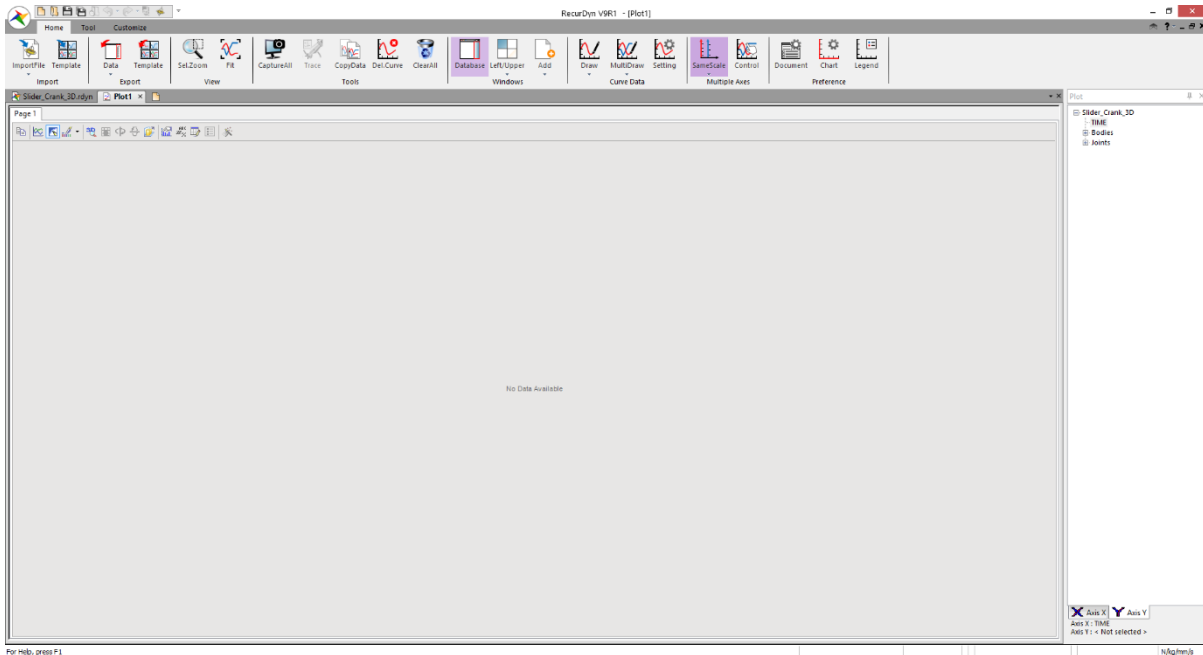 RecurDyn V9R1 - [Plot1]
Home Tool Customize
ImportFile Template Data Template Sel.Zoom Fit CaptureAll Trace CopyData Del.Curve ClearAll Database Left/Upper Add Draw MultiDraw Setting SameScale Control Document Chart Legend
Import Export View Tools Windows Curve Data Multiple Axes Preference
Slider_Crank_3D.rdyn Plot1
Plot
Page 1
Slider_Crank_3D
TIME
Bodies
Joints
No Data Available
Axis X Axis Y
Axis X : TIME
Axis Y : < Not selected >
For Help, press F1 N/kg/mm/s